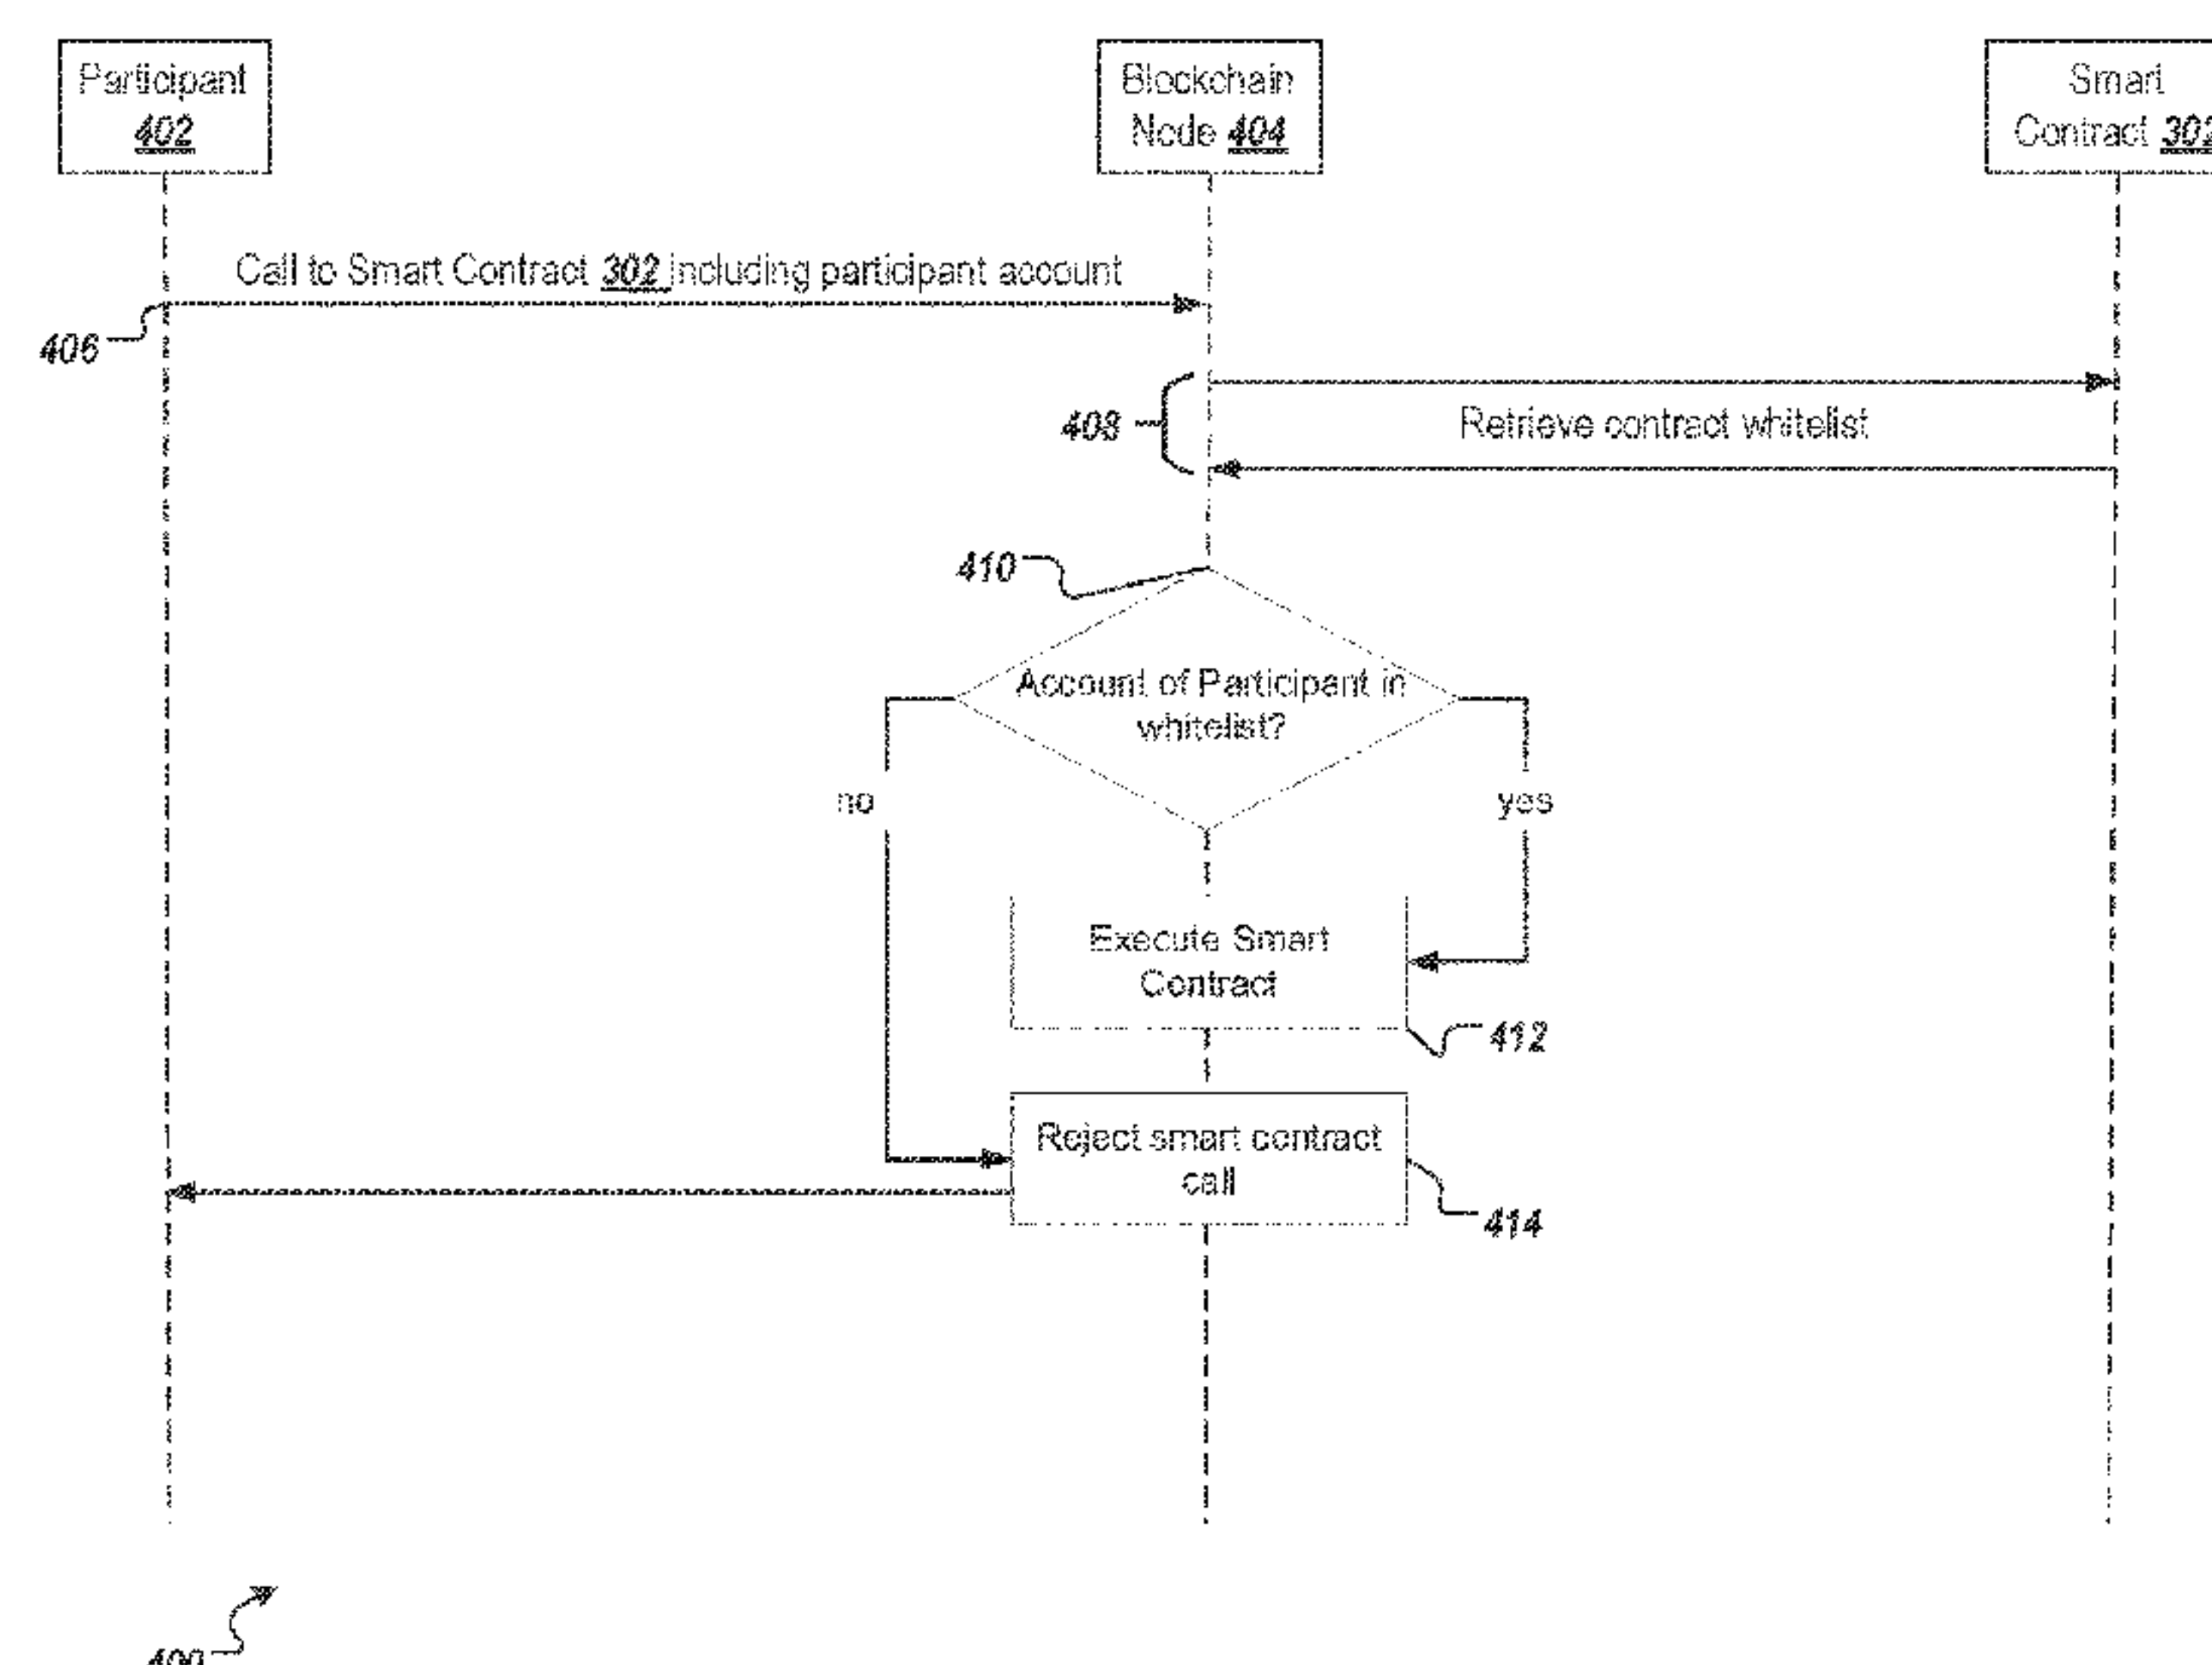 Participant
402
Blockchain
Node 404
Smart
Contract 302
Call to Smart Contract 302 including participant account
406
408
Retrieve contract whitelist
410
Account of Participant in
whitelist?
no
yes
Execute Smart
Contract
412
Reject smart contract
call
414
400